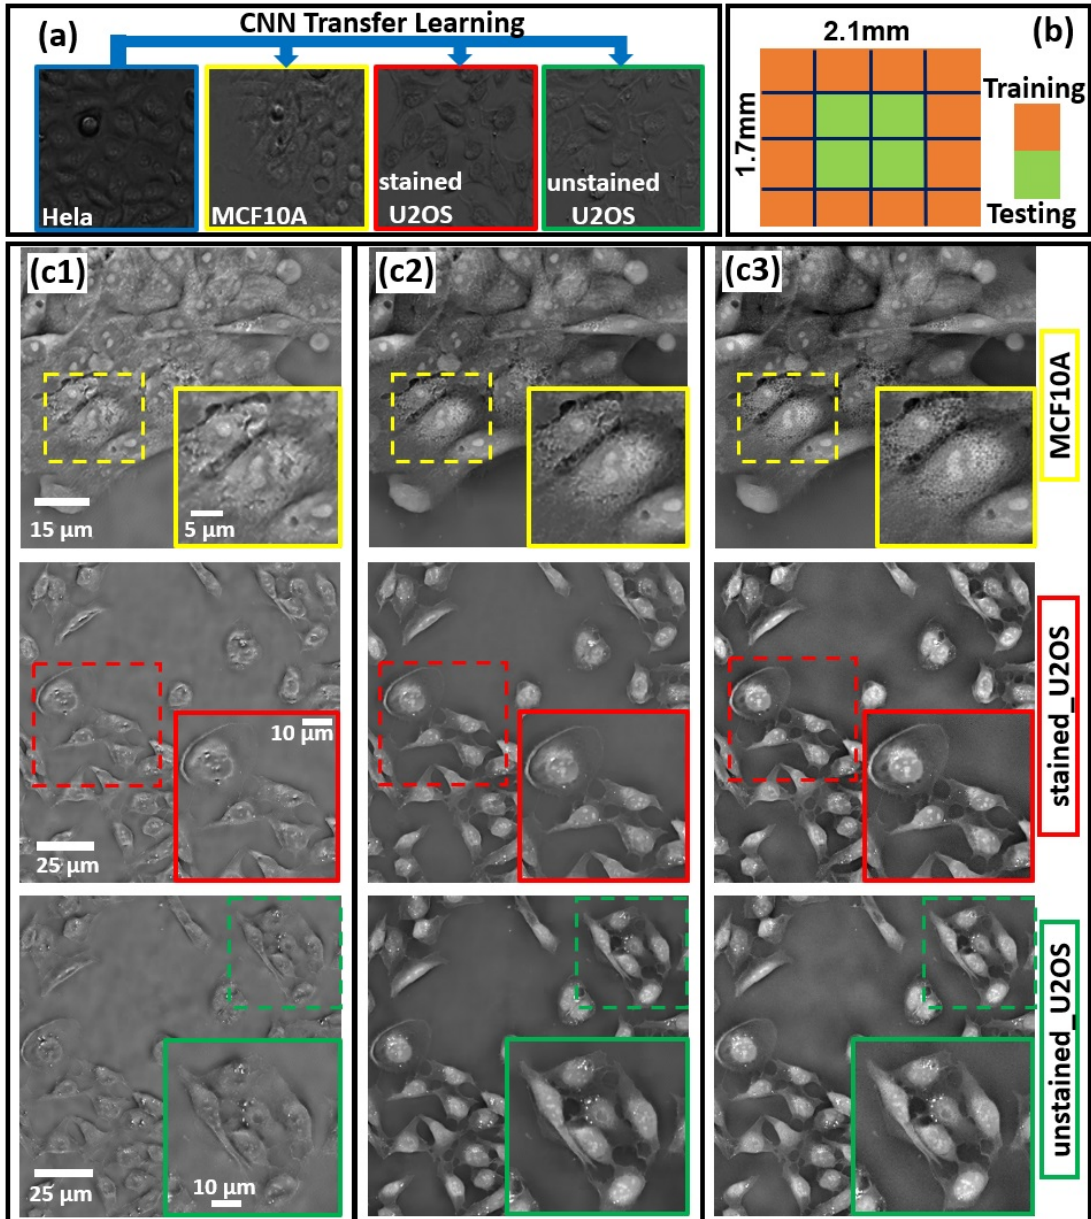 (a)
CNN Transfer Learning
Hela
MCF10A
stained
U2OS
unstained
U2OS
(b)
2.1mm
1.7mm
Training
Testing
(c1)
(c2)
(c3)
15 µm
5 µm
MCF10A
10 µm
25 µm
stained_U2OS
25 µm
10 µm
unstained_U2OS